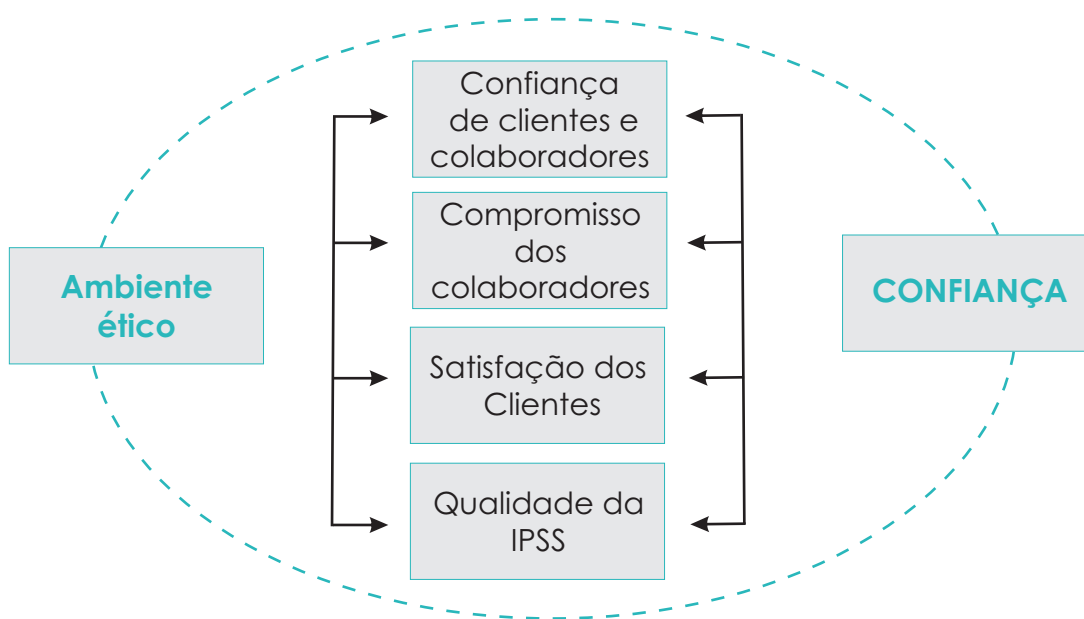 Confiança
de clientes e
colaboradores
Compromisso
dos
colaboradores
Ambiente
ético
CONFIANÇA
Satisfação dos
Clientes
Qualidade da
IPSS